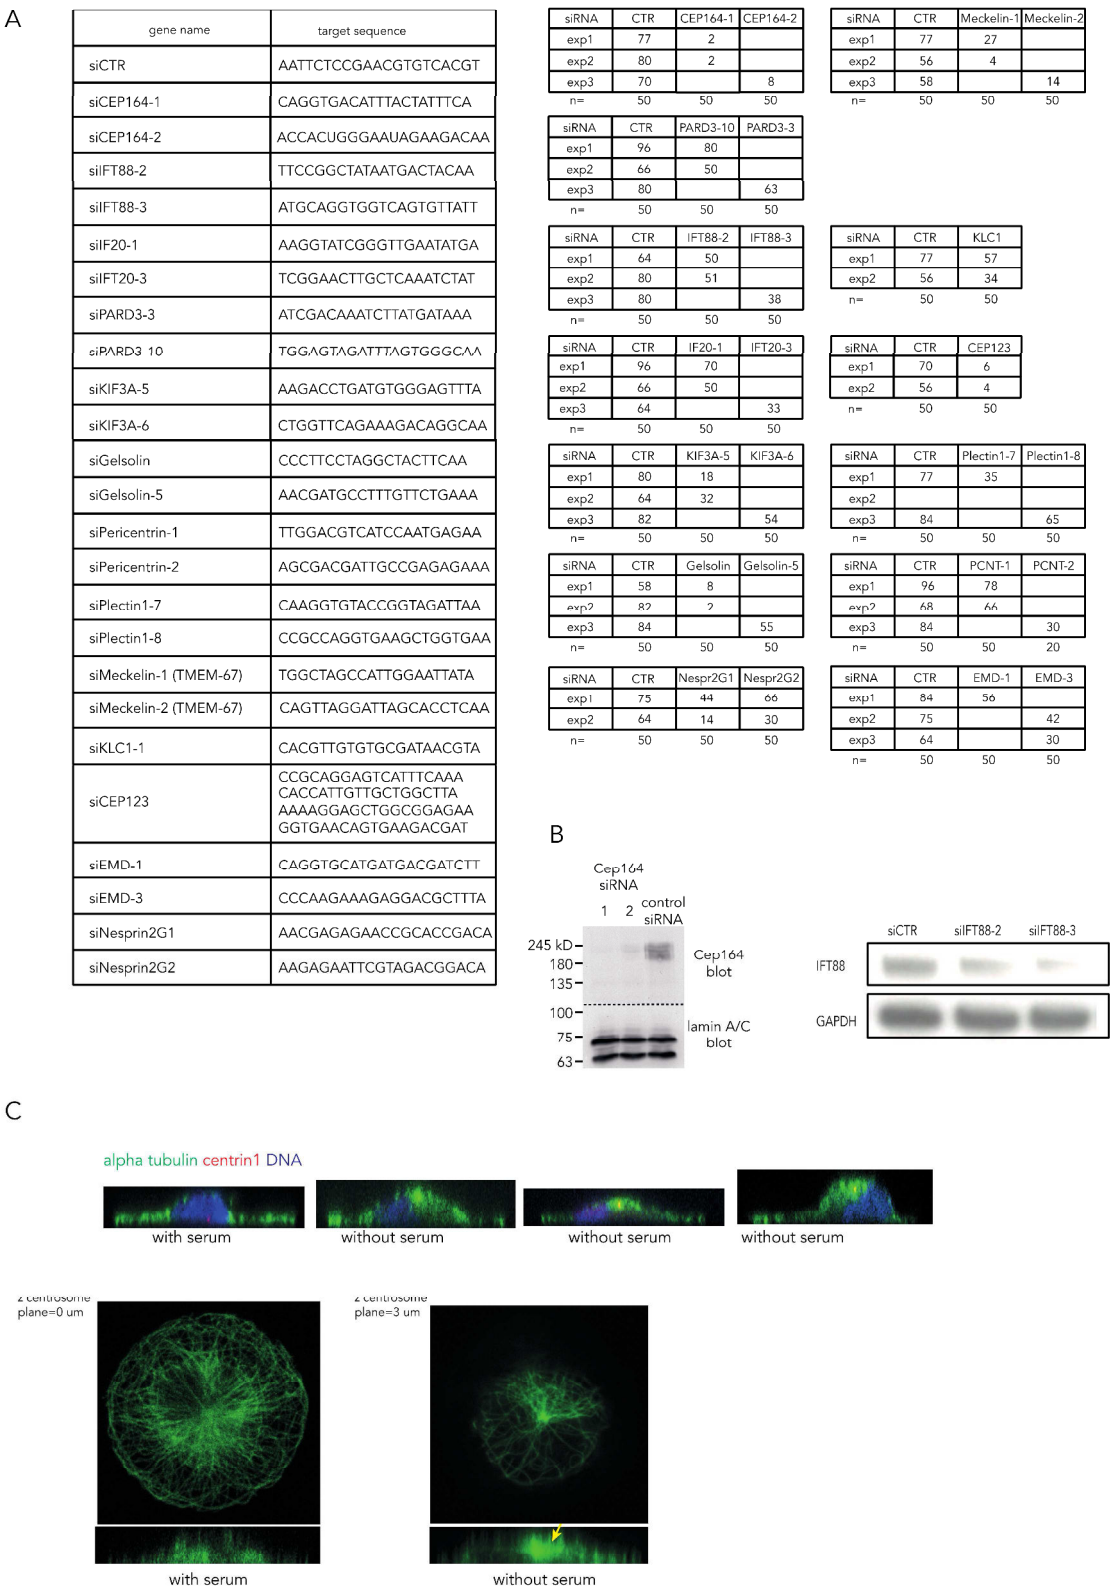 A
gene name target sequence
siCTR AATTCTCCGAACGTGTCACGT
siCEP164-1 CAGGTGACATTTACTATTTCA
siCEP164-2 ACCACUGGGAAUAGAAGACAA
siIFT88-2 TTCCGGCTATAATGACTACAA
siIFT88-3 ATGCAGGTGGTCAGTGTTATT
siIF20-1 AAGGTATCGGGTTGAATATGA
siIFT20-3 TCGGAACTTGCTCAAATCTAT
siPARD3-3 ATCGACAAATCTTATGATAAA
siPARD3-10 TGGAGTAGATTTAGTGGGCAA
siKIF3A-5 AAGACCTGATGTGGGAGTTTA
siKIF3A-6 CTGGTTCAGAAAGACAGGCAA
siGelsolin CCCTTCCTAGGCTACTTCAA
siGelsolin-5 AACGATGCCTTTGTTCTGAAA
siPericentrin-1 TTGGACGTCATCCAATGAGAA
siPericentrin-2 AGCGACGATTGCCGAGAGAAA
siPlectin1-7 CAAGGTGTACCGGTAGATTAA
siPlectin1-8 CCGCCAGGTGAAGCTGGTGAA
siMeckelin-1 (TMEM-67) TGGCTAGCCATTGGAATTATA
siMeckelin-2 (TMEM-67) CAGTTAGGATTAGCACCTCAA
siKLC1-1 CACGTTGTGTGCGATAACGTA
siCEP123
CCGCAGGAGTCATTTCAAA
CACCATTGTTGCTGGCTTA
AAAAGGAGCTGGCGGAGAA
GGTGAACAGTGAAGACGAT
siEMD-1 CAGGTGCATGATGACGATCTT
siEMD-3 CCCAAGAAAGAGGACGCTTTA
siNesprin2G1 AACGAGAGAACCGCACCGACA
siNesprin2G2 AAGAGAATTCGTAGACGGACA
siRNA CTR CEP164-1 CEP164-2
exp1 77 2
exp2 80 2
exp3 70 8
n= 50 50 50
siRNA CTR Meckelin-1 Meckelin-2
exp1 77 27
exp2 56 4
exp3 58 14
n= 50 50 50
siRNA CTR PARD3-10 PARD3-3
exp1 96 80
exp2 66 50
exp3 80 63
n= 50 50 50
siRNA CTR IFT88-2 IFT88-3
exp1 64 50
exp2 80 51
exp3 80 38
n= 50 50 50
siRNA CTR KLC1
exp1 77 57
exp2 56 34
n= 50 50
siRNA CTR IF20-1 IFT20-3
exp1 96 70
exp2 66 50
exp3 64 33
n= 50 50 50
siRNA CTR CEP123
exp1 70 6
exp2 56 4
n= 50 50
siRNA CTR KIF3A-5 KIF3A-6
exp1 80 18
exp2 64 32
exp3 82 54
n= 50 50 50
siRNA CTR Plectin1-7 Plectin1-8
exp1 77 35
exp2
exp3 84 65
n= 50 50 50
siRNA CTR Gelsolin Gelsolin-5
exp1 58 8
exp2 82 2
exp3 84 55
n= 50 50 50
siRNA CTR PCNT-1 PCNT-2
exp1 96 78
exp2 68 66
exp3 84 30
n= 50 50 20
siRNA CTR Nespr2G1 Nespr2G2
exp1 75 44 66
exp2 64 14 30
n= 50 50 50
siRNA CTR EMD-1 EMD-3
exp1 84 56
exp2 75 42
exp3 64 30
n= 50 50 50
B
Cep164
siRNA
1 2 control
siRNA
245 kD
180
135
100
75
63
Cep164
blot
lamin A/C
blot
siCTR siIFT88-2 siIFT88-3
IFT88
GAPDH
C
alpha tubulin centrin1 DNA
with serum without serum without serum without serum
2 centrosome
plane=0 um
2 centrosome
plane=3 um
with serum without serum